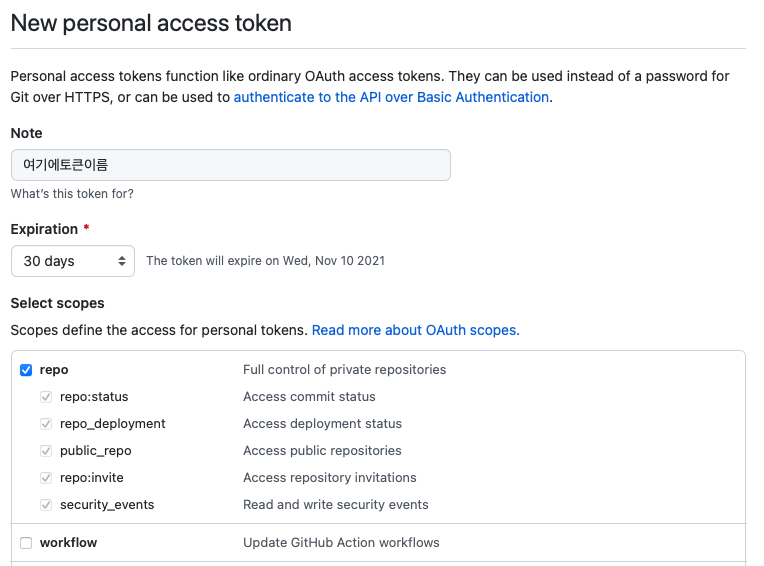 New personal access token
Personal access tokens function like ordinary OAuth access tokens. They can be used instead of a password for
Git over HTTPS, or can be used to authenticate to the API over Basic Authentication.
Note
여기에토큰이름
What's this token for?
Expiration *
30 days The token will expire on Wed, Nov 10 2021
Select scopes
Scopes define the access for personal tokens. Read more about OAuth scopes.
repo Full control of private repositories
repo:status Access commit status
repo_deployment Access deployment status
public_repo Access public repositories
repo:invite Access repository invitations
security_events Read and write security events
workflow Update GitHub Action workflows